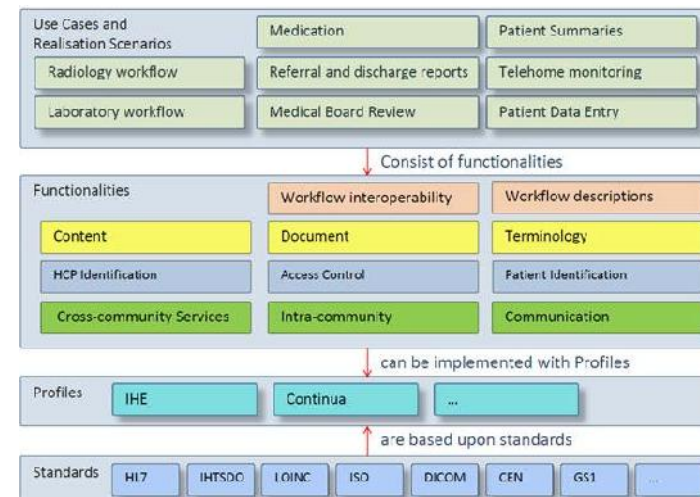 Use Cases and
Realisation Scenarios
Medication
Patient Summaries
Radiology workflow
Referral and discharge reports
Telehome monitoring
Laboratory workflow
Medical Board Review
Patient Data Entry
Consist of functionalities
Functionalities
Workflow interoperability
Workflow descriptions
Content
Document
Terminology
HCP Identification
Access Control
Patient Identification
Cross-community Services
Intra-community
Communication
can be implemented with Profiles
Profiles
IHE
Continua
...
are based upon standards
Standards
HL7
IHTSDO
LOINC
ISO
DICOM
CEN
GS1
...